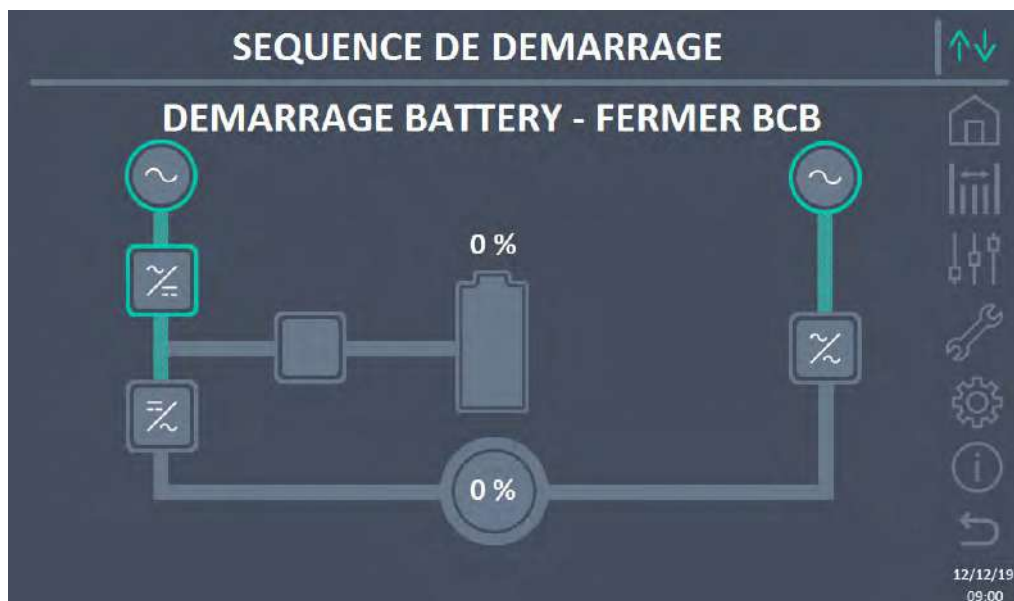 SEQUENCE DE DEMARRAGE
DEMARRAGE BATTERY - FERMER BCB
0 %
0 %
12/12/19
09:00